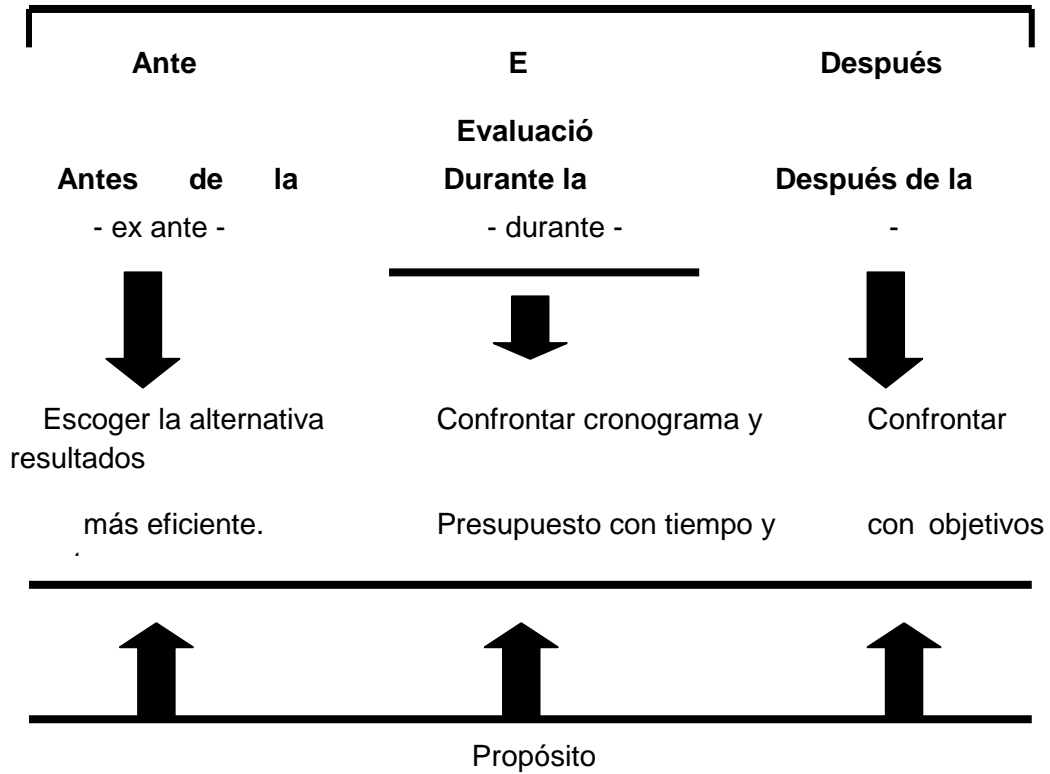 Ante E Después
Evaluació
Antes de la Durante la Después de la
- ex ante - - durante - -
Escoger la alternativa Confrontar cronograma y Confrontar
resultados
más eficiente. Presupuesto con tiempo y con objetivos
Propósito